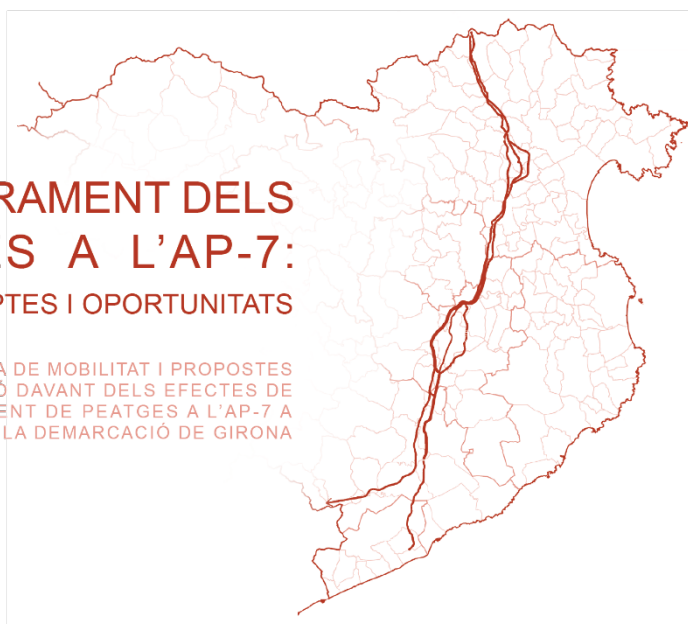 RAMENT DELS
S A L'AP-7:
PTES I OPORTUNITATS
A DE MOBILITAT I PROPOSTES
Ó DAVANT DELS EFECTES DE
ENT DE PEATGES A L'AP-7 A
LA DEMARCACIÓ DE GIRONA